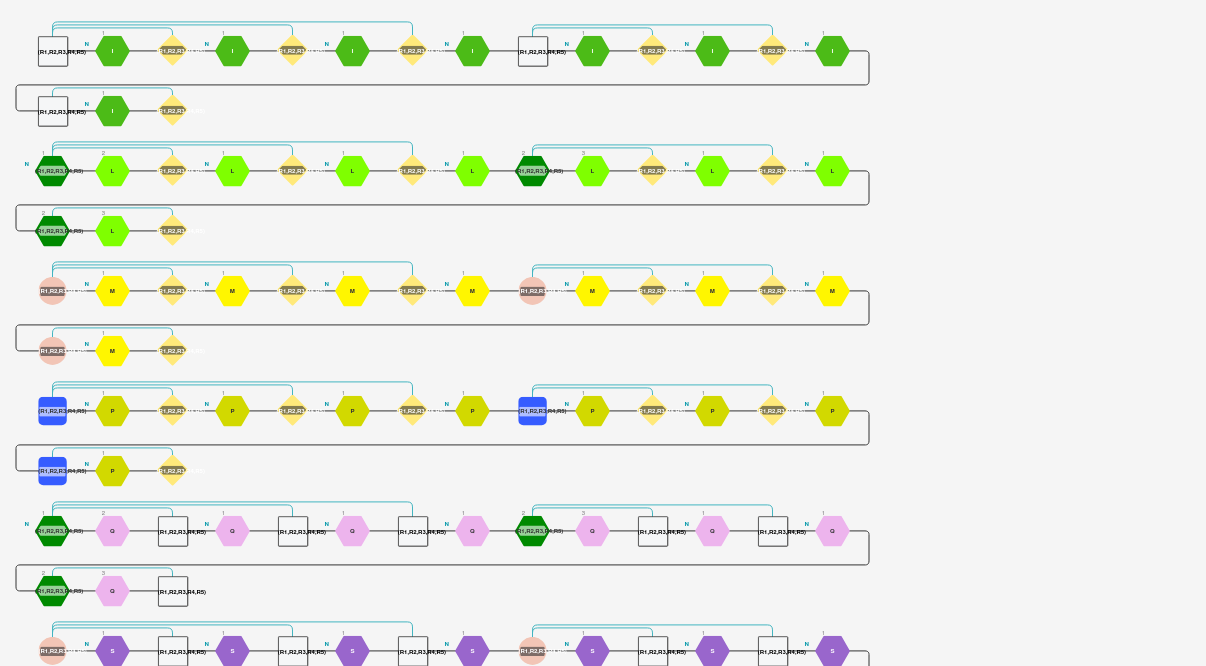 1 1 1 1 1 1 1
N N N N N N N
(R1,R2,R3,R4,R5) I (R1,R2,R3,R4,R5) I (R1,R2,R3,R4,R5) I (R1,R2,R3,R4,R5) I (R1,R2,R3,R4,R5) I (R1,R2,R3,R4,R5) I (R1,R2,R3,R4,R5) I
1
N
(R1,R2,R3,R4,R5) I (R1,R2,R3,R4,R5)
1 2 1 1 1 2 3 1 1
N N N N N N
(R1,R2,R3,R4,R5) L (R1,R2,R3,R4,R5) L (R1,R2,R3,R4,R5) L (R1,R2,R3,R4,R5) L (R1,R2,R3,R4,R5) L (R1,R2,R3,R4,R5) L (R1,R2,R3,R4,R5) L
2 3
(R1,R2,R3,R4,R5) L (R1,R2,R3,R4,R5)
1 1 1 1 1 1 1
N N N N N N N
(R1,R2,R3,R4,R5) M (R1,R2,R3,R4,R5) M (R1,R2,R3,R4,R5) M (R1,R2,R3,R4,R5) M (R1,R2,R3,R4,R5) M (R1,R2,R3,R4,R5) M (R1,R2,R3,R4,R5) M
1
N
(R1,R2,R3,R4,R5) M (R1,R2,R3,R4,R5)
1 1 1 1 1 1 1
N N N N N N N
(R1,R2,R3,R4,R5) P (R1,R2,R3,R4,R5) P (R1,R2,R3,R4,R5) P (R1,R2,R3,R4,R5) P (R1,R2,R3,R4,R5) P (R1,R2,R3,R4,R5) P (R1,R2,R3,R4,R5) P
1
N
(R1,R2,R3,R4,R5) P (R1,R2,R3,R4,R5)
1 2 1 1 1 2 3 1 1
N N N N N N
(R1,R2,R3,R4,R5) G (R1,R2,R3,R4,R5) G (R1,R2,R3,R4,R5) G (R1,R2,R3,R4,R5) G (R1,R2,R3,R4,R5) G (R1,R2,R3,R4,R5) G (R1,R2,R3,R4,R5) G
2 3
(R1,R2,R3,R4,R5) G (R1,R2,R3,R4,R5)
1 1 1 1 1 1 1
N N N N N N N
(R1,R2,R3,R4,R5) S (R1,R2,R3,R4,R5) S (R1,R2,R3,R4,R5) S (R1,R2,R3,R4,R5) S (R1,R2,R3,R4,R5) S (R1,R2,R3,R4,R5) S (R1,R2,R3,R4,R5) S